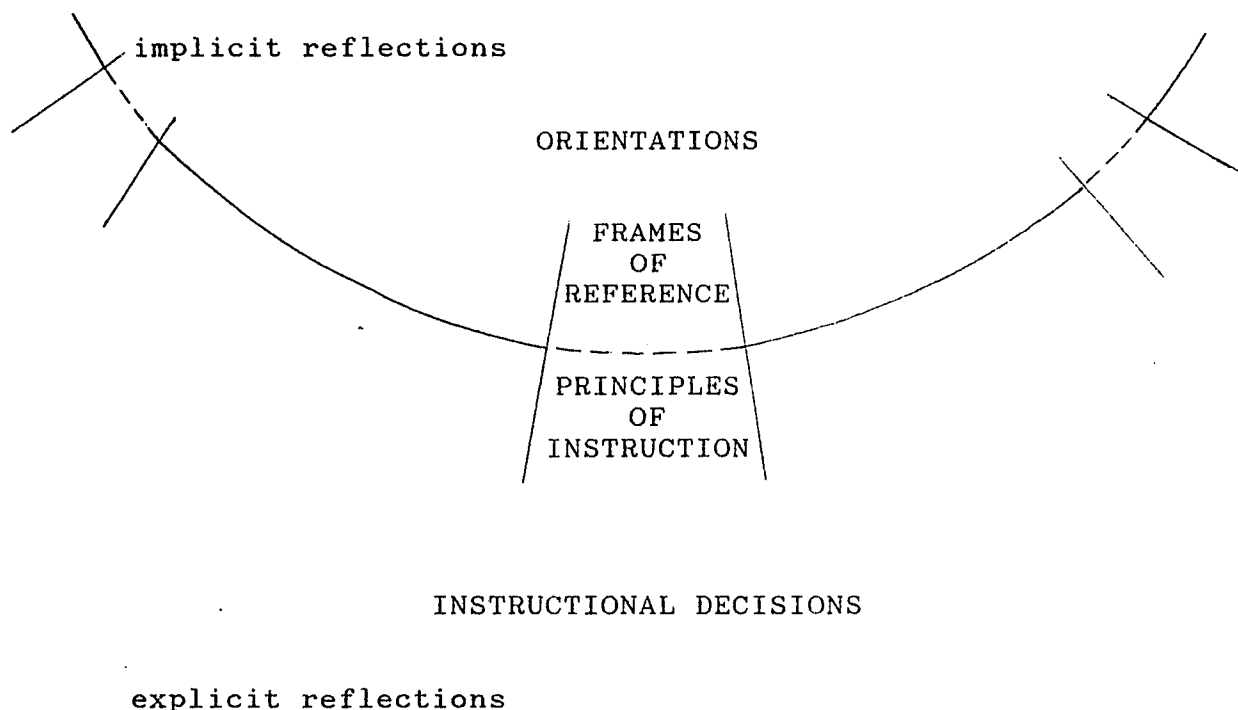 implicit reflections
ORIENTATIONS
FRAMES
OF
REFERENCE
PRINCIPLES
OF
INSTRUCTION
INSTRUCTIONAL DECISIONS
explicit reflections